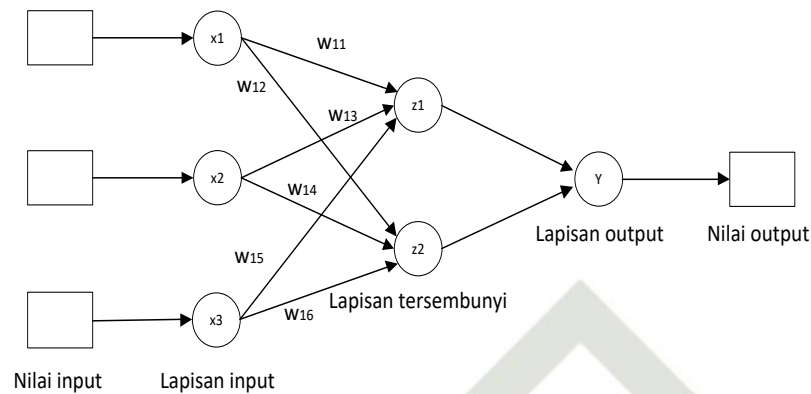 x1
W11
W12
z1
W13
x2
Y
W14
z2
W15
Lapisan output
Nilai output
Lapisan tersembunyi
W16
x3
Nilai input
Lapisan input